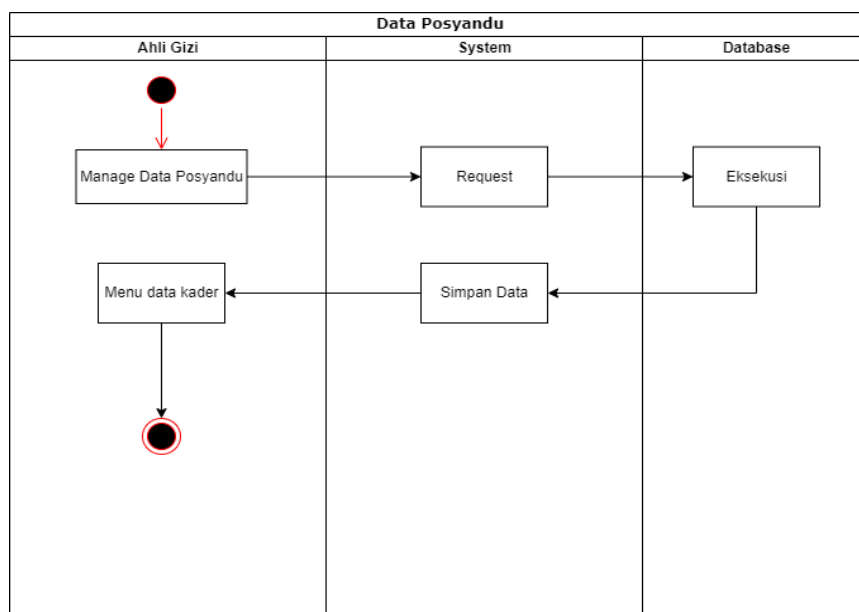 Data Posyandu
Ahli Gizi
System
Database
Manage Data Posyandu
Request
Eksekusi
Menu data kader
Simpan Data